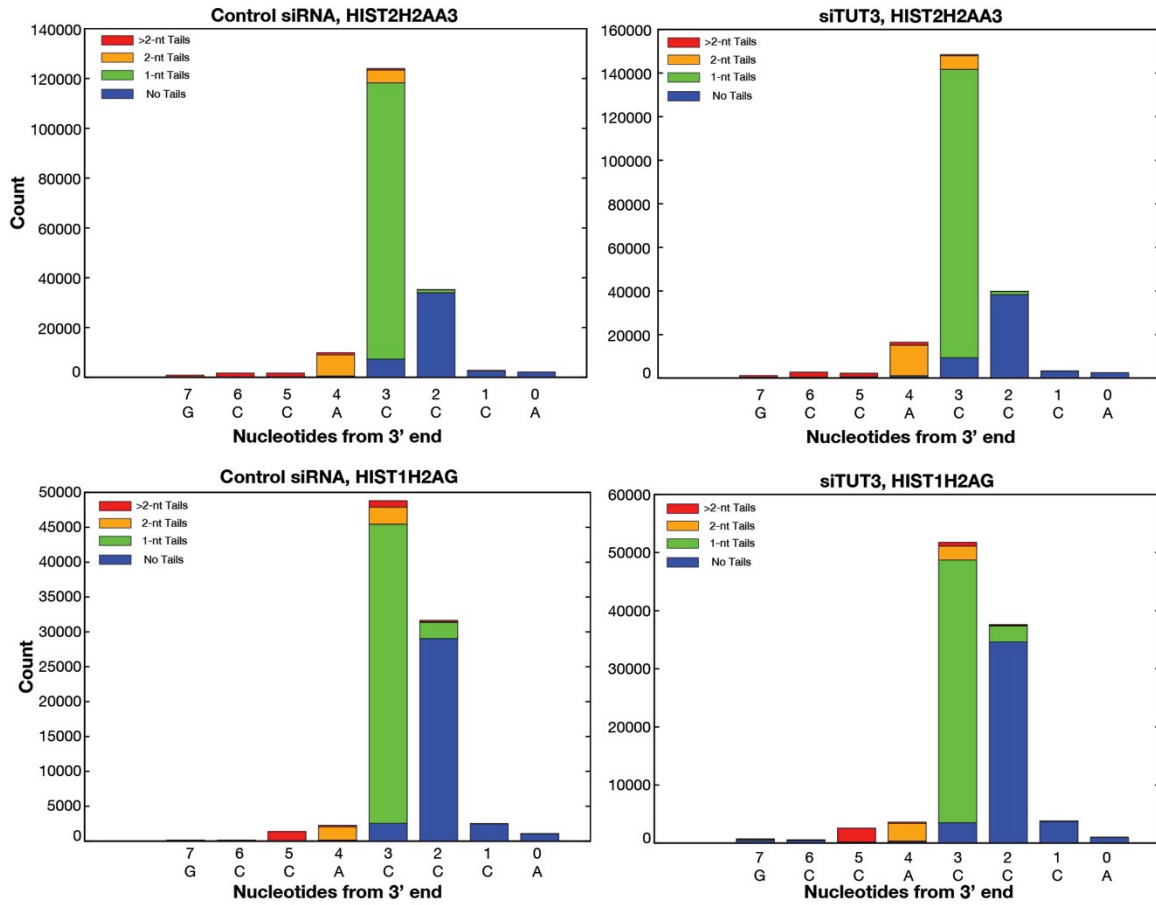 Control siRNA, HIST2H2AA3
140000
120000
100000
80000
60000
40000
20000
0
Count
>2-nt Tails
2-nt Tails
1-nt Tails
No Tails
7 6 5 4 3 2 1 0
G C C A C C C A
Nucleotides from 3’ end
siTUT3, HIST2H2AA3
160000
140000
120000
100000
80000
60000
40000
20000
0
>2-nt Tails
2-nt Tails
1-nt Tails
No Tails
7 6 5 4 3 2 1 0
G C C A C C C A
Nucleotides from 3’ end
Control siRNA, HIST1H2AG
50000
45000
40000
35000
30000
25000
20000
15000
10000
5000
0
Count
>2-nt Tails
2-nt Tails
1-nt Tails
No Tails
7 6 5 4 3 2 1 0
G C C A C C C A
Nucleotides from 3’ end
siTUT3, HIST1H2AG
60000
50000
40000
30000
20000
10000
0
>2-nt Tails
2-nt Tails
1-nt Tails
No Tails
7 6 5 4 3 2 1 0
G C C A C C C A
Nucleotides from 3’ end